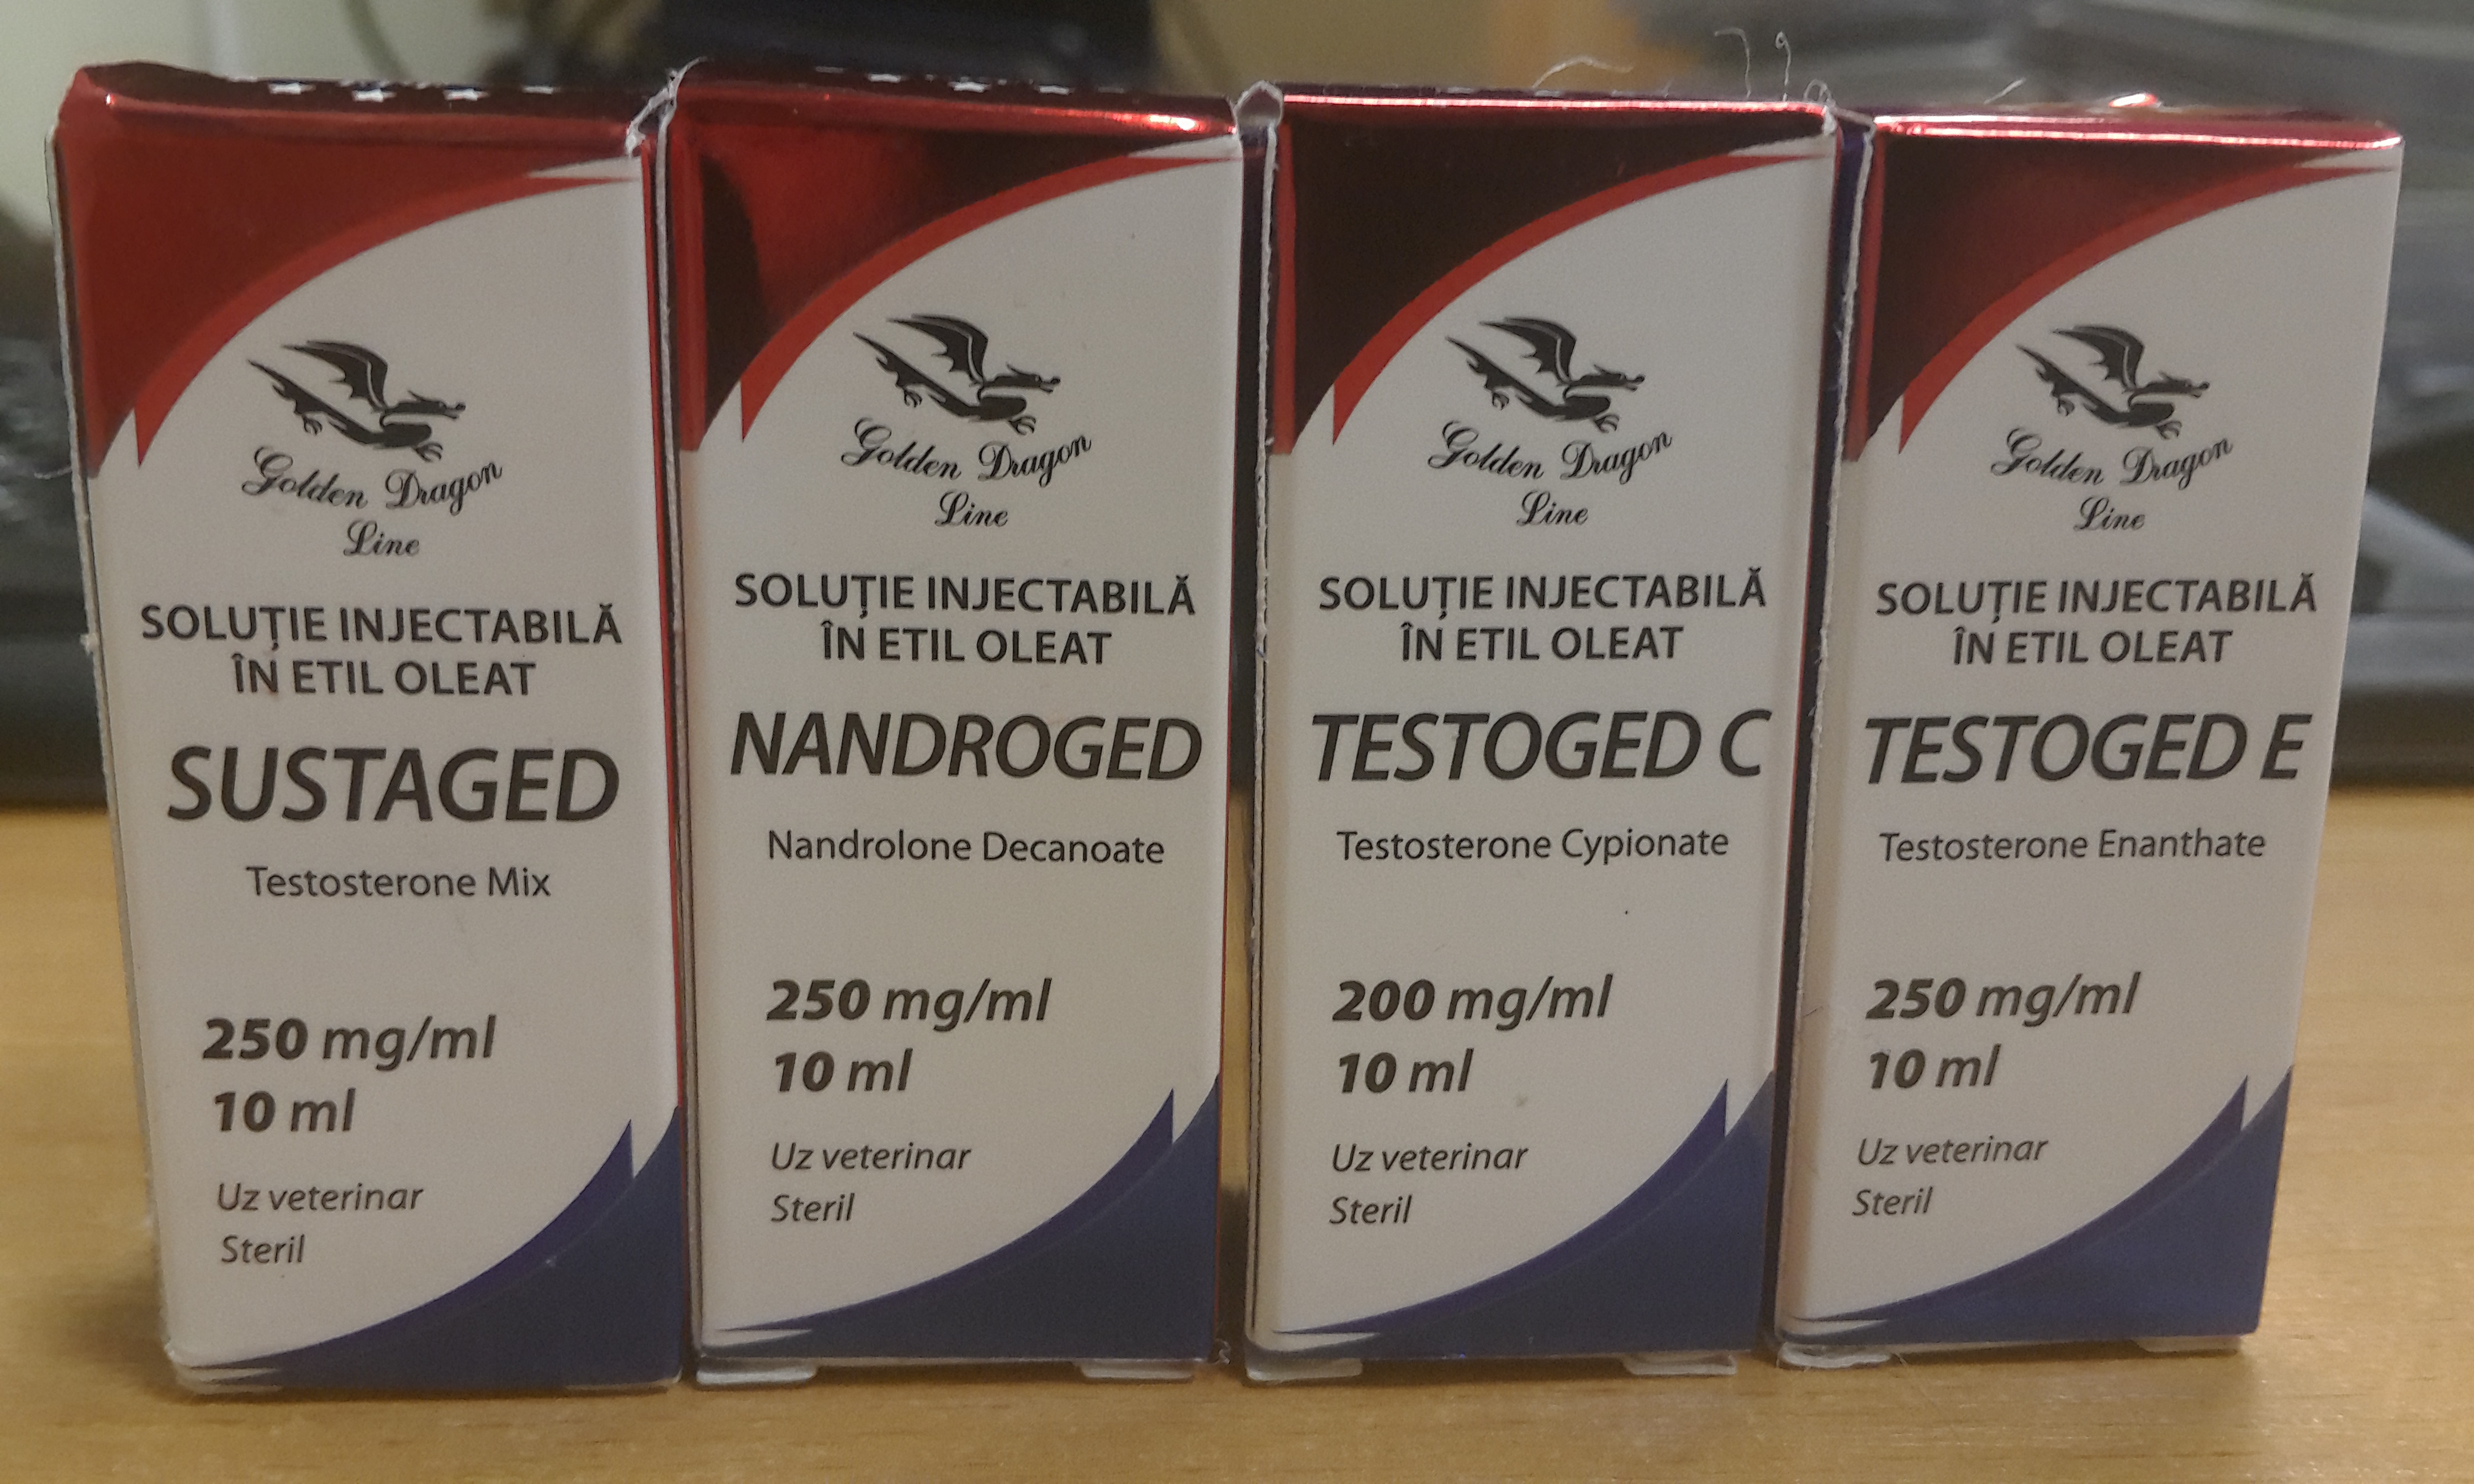 Golden Dragon
Line
SOLUȚIE INJECTABILĂ
ÎN ETIL OLEAT
SUSTAGED
Testosterone Mix
250 mg/ml
10 ml
Uz veterinar
Steril
Golden Dragon
Line
SOLUȚIE INJECTABILĂ
ÎN ETIL OLEAT
NANDROGED
Nandrolone Decanoate
250 mg/ml
10 ml
Uz veterinar
Steril
Golden Dragon
Line
SOLUȚIE INJECTABILĂ
ÎN ETIL OLEAT
TESTOGED C
Testosterone Cypionate
200 mg/ml
10 ml
Uz veterinar
Steril
Golden Dragon
Line
SOLUȚIE INJECTABILĂ
ÎN ETIL OLEAT
TESTOGED E
Testosterone Enanthate
250 mg/ml
10 ml
Uz veterinar
Steril